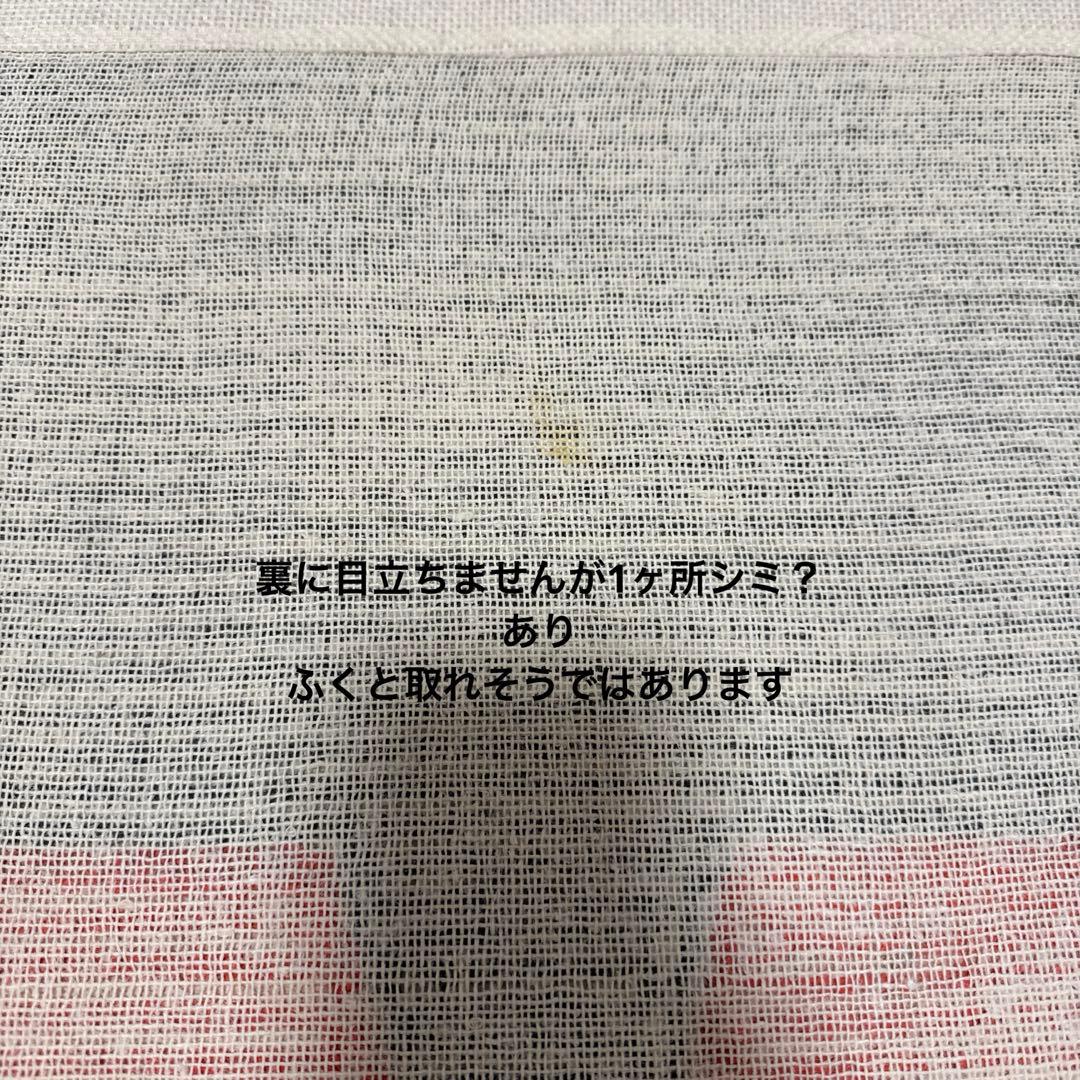 裏に目立ちませんが1ヶ所シミ？
あり
ふくと取れそうではあります